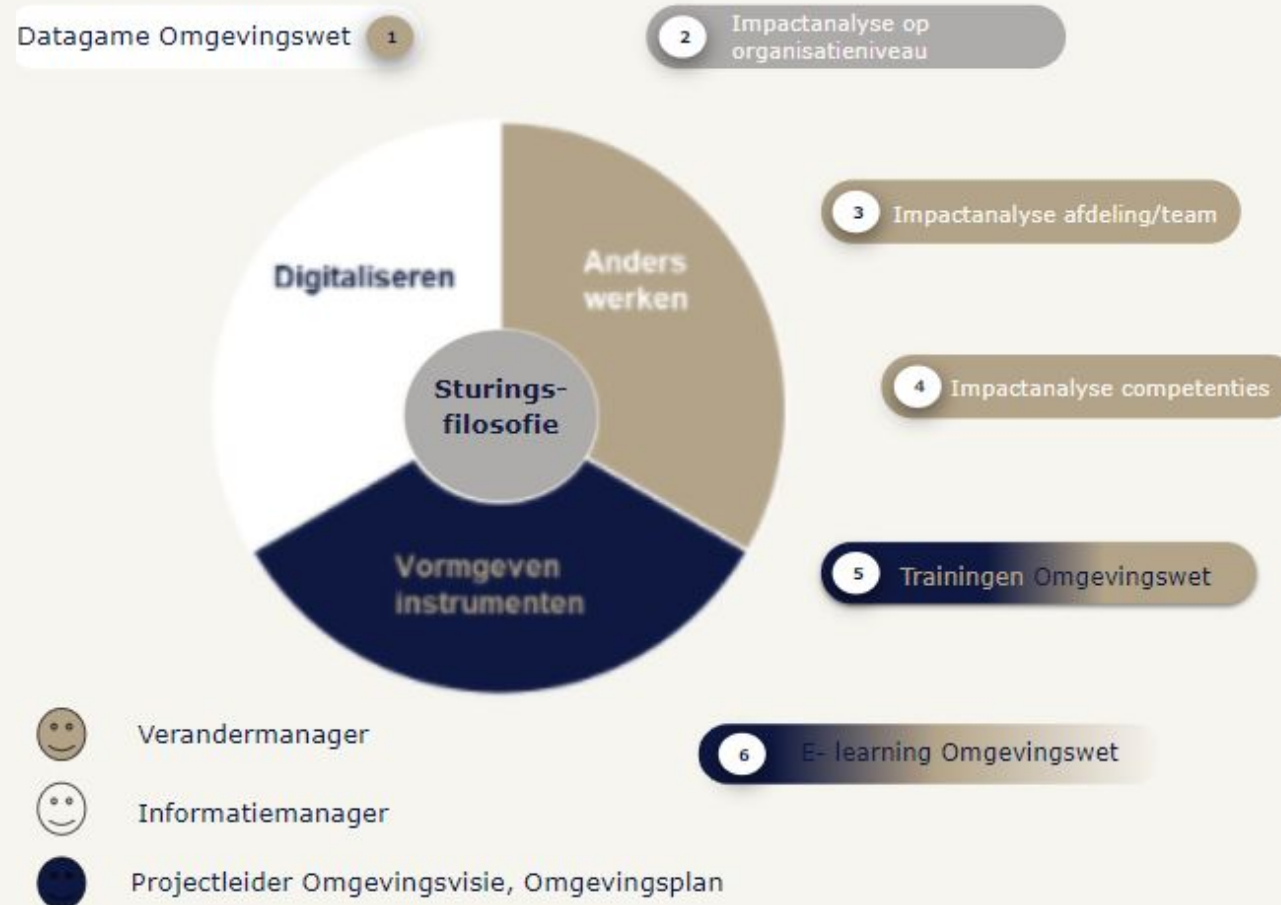 Datagame Omgevingswet 1
2 Impactanalyse op
organisatieniveau
3 Impactanalyse afdeling/team
Digitaliseren
Anders
werken
4 Impactanalyse competenties
Sturings-
filosofie
Vormgeven
instrumenten
5 Trainingen Omgevingswet
Verandermanager
6 E- learning Omgevingswet
Informatiemanager
Projectleider Omgevingsvisie, Omgevingsplan